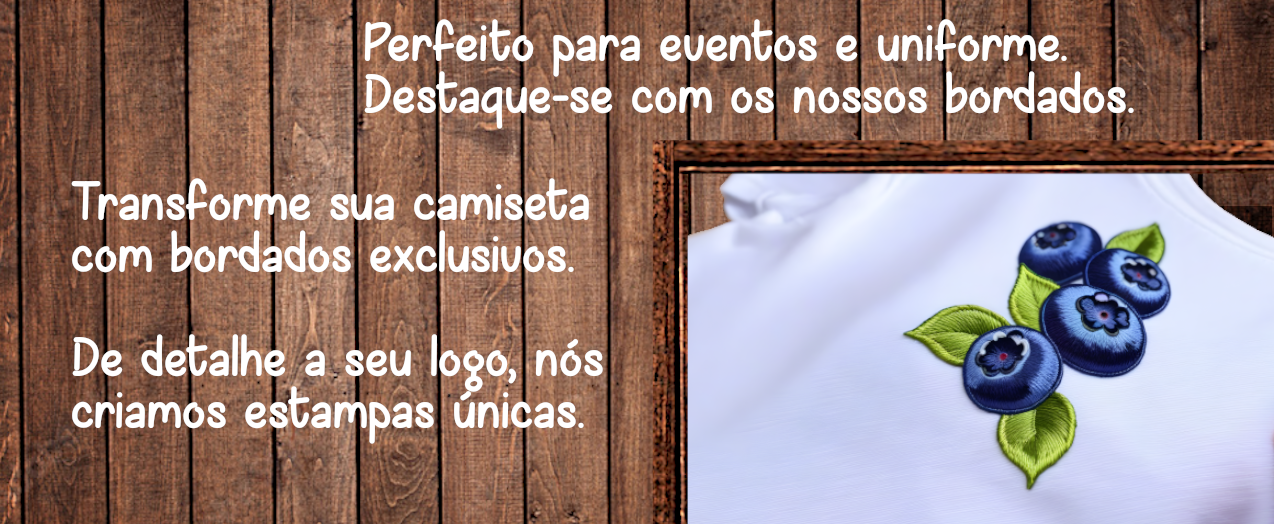 Perfeito para eventos e uniforme.
Destaque-se com os nossos bordados.
Transforme sua camiseta
com bordados exclusivos.
De detalhe a seu logo, nós
criamos estampas únicas.